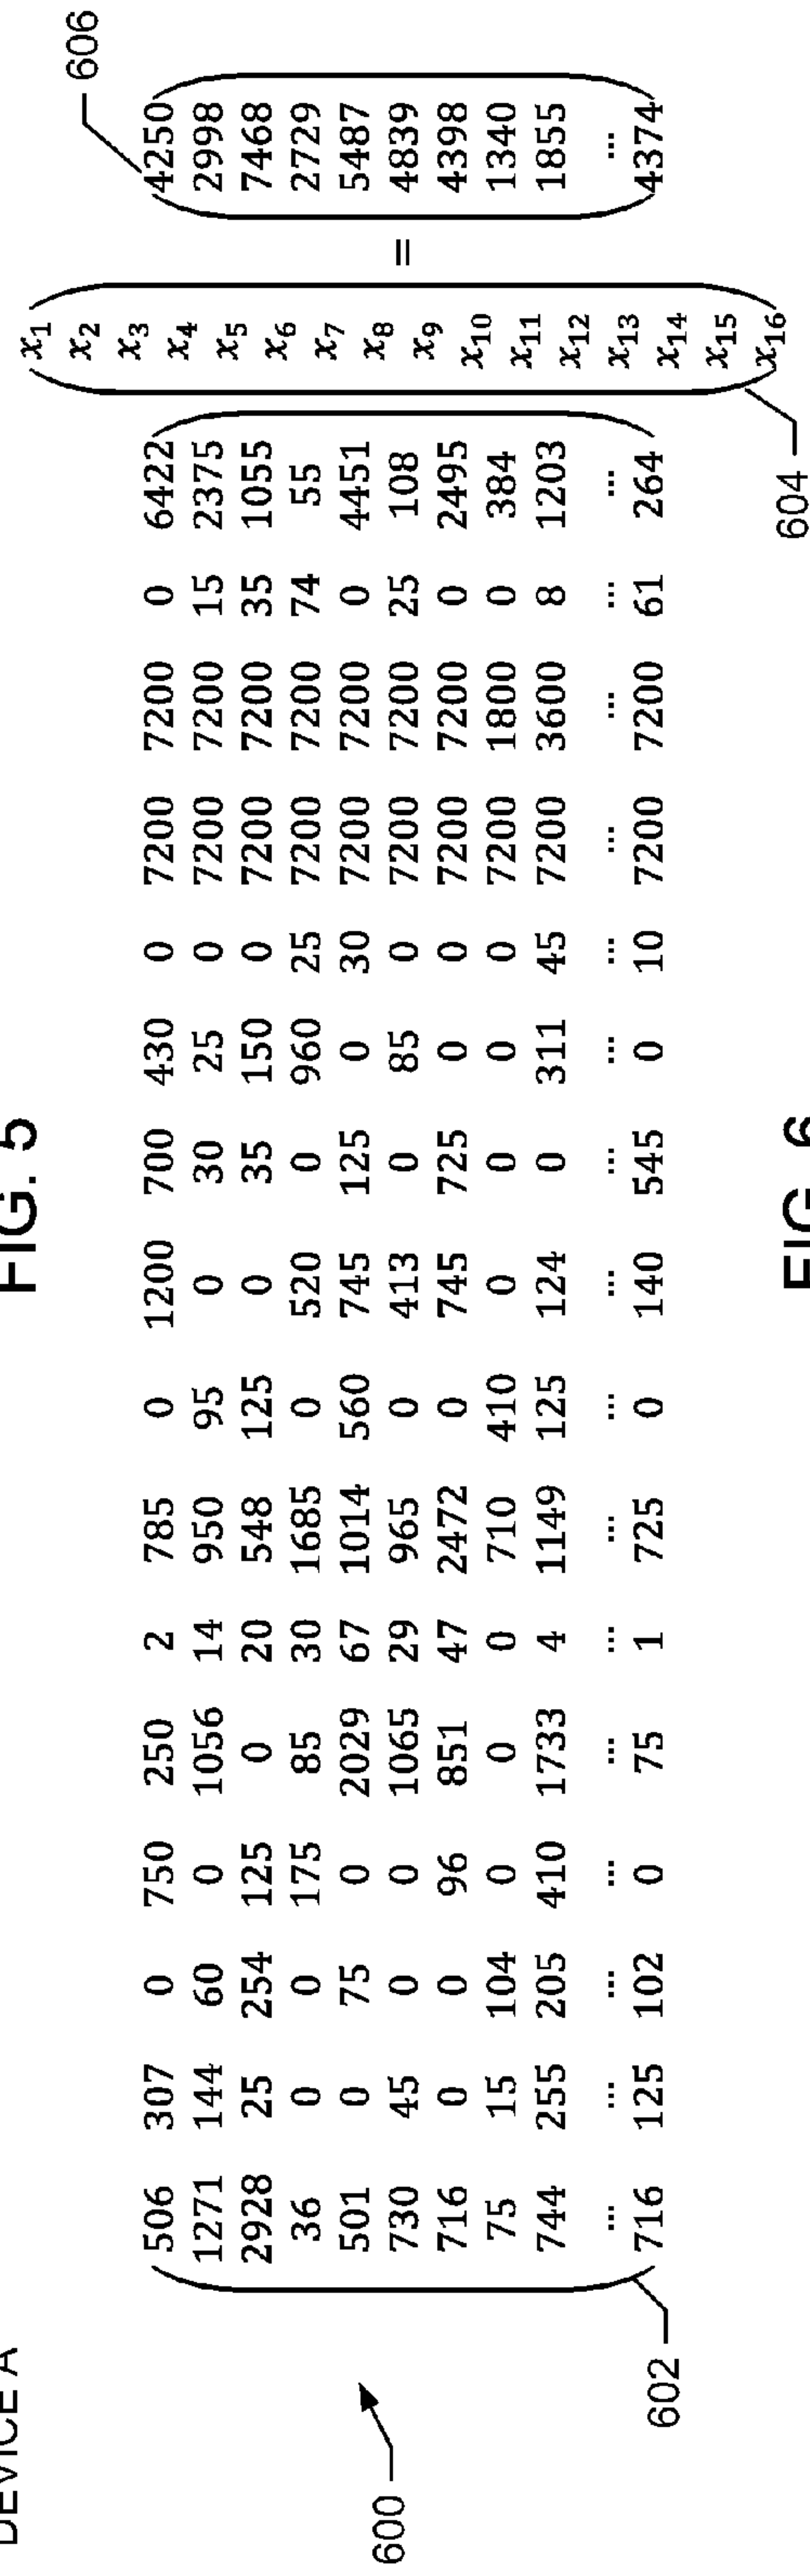 DEVICE A
FIG. 5
606
x₁
x₂
x₃
506 307 0 750 250 2 785 0 1200 700 430 0 7200 7200 0 6422 x₄ 4250
1271 144 60 0 1056 14 950 95 0 30 25 0 7200 7200 15 2375 x₅ 2998
2928 25 254 125 0 20 548 125 0 35 150 0 7200 7200 35 1055 x₆ 7468
36 0 0 175 85 30 1685 0 520 0 960 25 7200 7200 74 55 x₇ 2729
501 0 75 0 2029 67 1014 560 745 125 0 30 7200 7200 0 4451 x₈ 5487
600 730 45 0 0 1065 29 965 0 413 0 85 0 7200 7200 25 108 x₉ = 4839
716 0 0 96 851 47 2472 0 745 725 0 0 7200 7200 0 2495 x₁₀ 4398
75 15 104 0 0 0 710 410 0 0 0 0 7200 1800 0 384 x₁₁ 1340
744 255 205 410 1733 4 1149 125 124 0 311 45 7200 3600 8 1203 x₁₂ 1855
... ... ... ... ... ... ... ... ... ... ... ... ... ... ... ... x₁₃ ...
716 125 102 0 75 1 725 0 140 545 0 10 7200 7200 61 264 x₁₄ 4374
602
x₁₅
x₁₆
604
FIG. 6